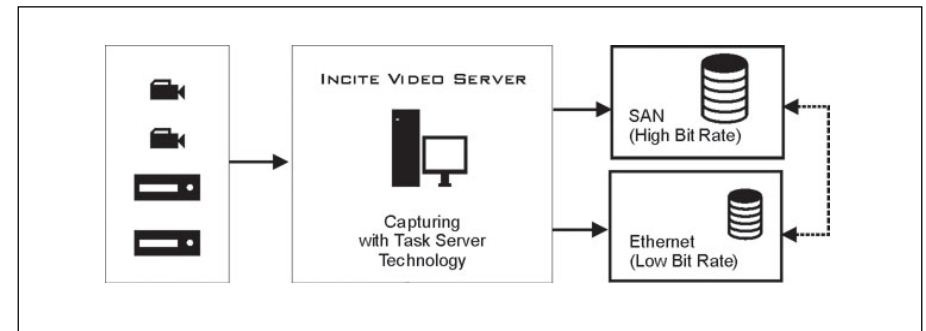 INCITE VIDEO SERVER
Capturing
with Task Server
Technology
SAN
(High Bit Rate)
Ethernet
(Low Bit Rate)